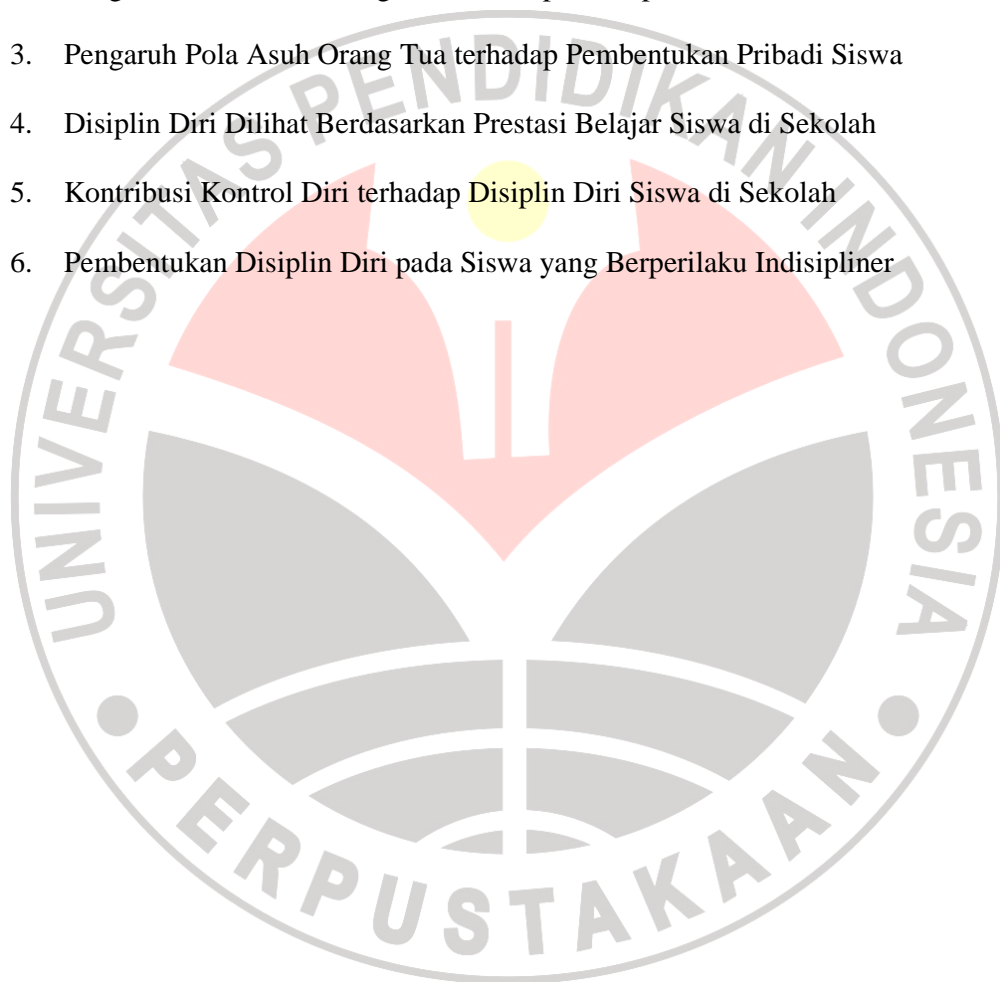 3. Pengaruh Pola Asuh Orang Tua terhadap Pembentukan Pribadi Siswa
4. Disiplin Diri Dilihat Berdasarkan Prestasi Belajar Siswa di Sekolah
5. Kontribusi Kontrol Diri terhadap Disiplin Diri Siswa di Sekolah
6. Pembentukan Disiplin Diri pada Siswa yang Berperilaku Indisipliner
UNIVERSITAS PENDIDIKAN INDONESIA
PERPUSTAKAAN